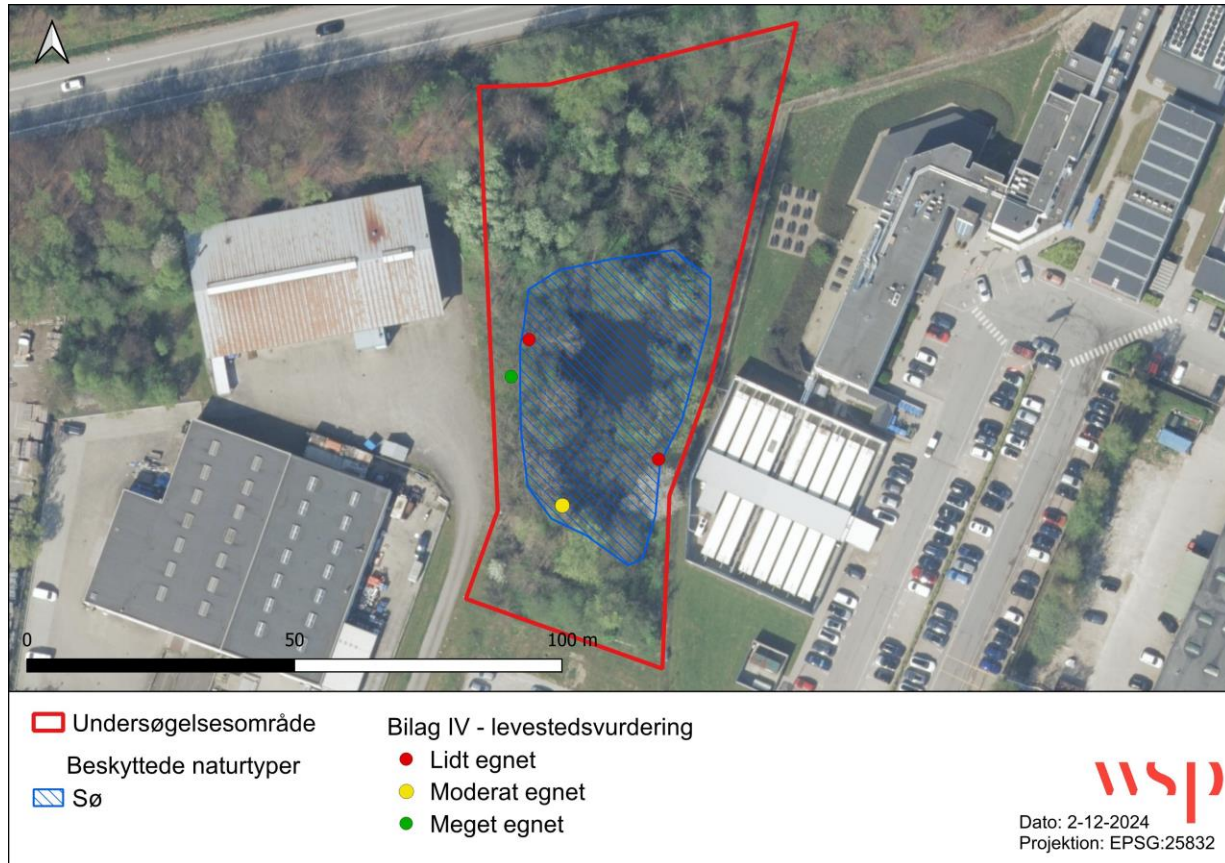 0 50 100 m
Undersøgelsesområde
Beskyttede naturtyper
Sø
Bilag IV - levestedsvurdering
Lidt egnet
Moderat egnet
Meget egnet
wsp
Dato: 2-12-2024
Projektion: EPSG:25832